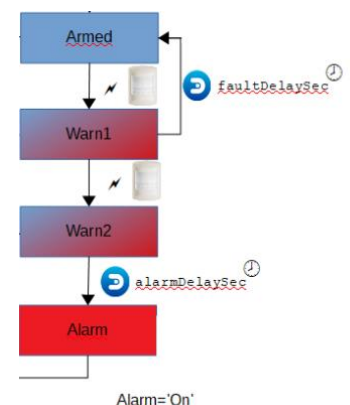 Armed
faultDelaySec
Warn1
Warn2
alarmDelaySec
Alarm
Alarm='On'